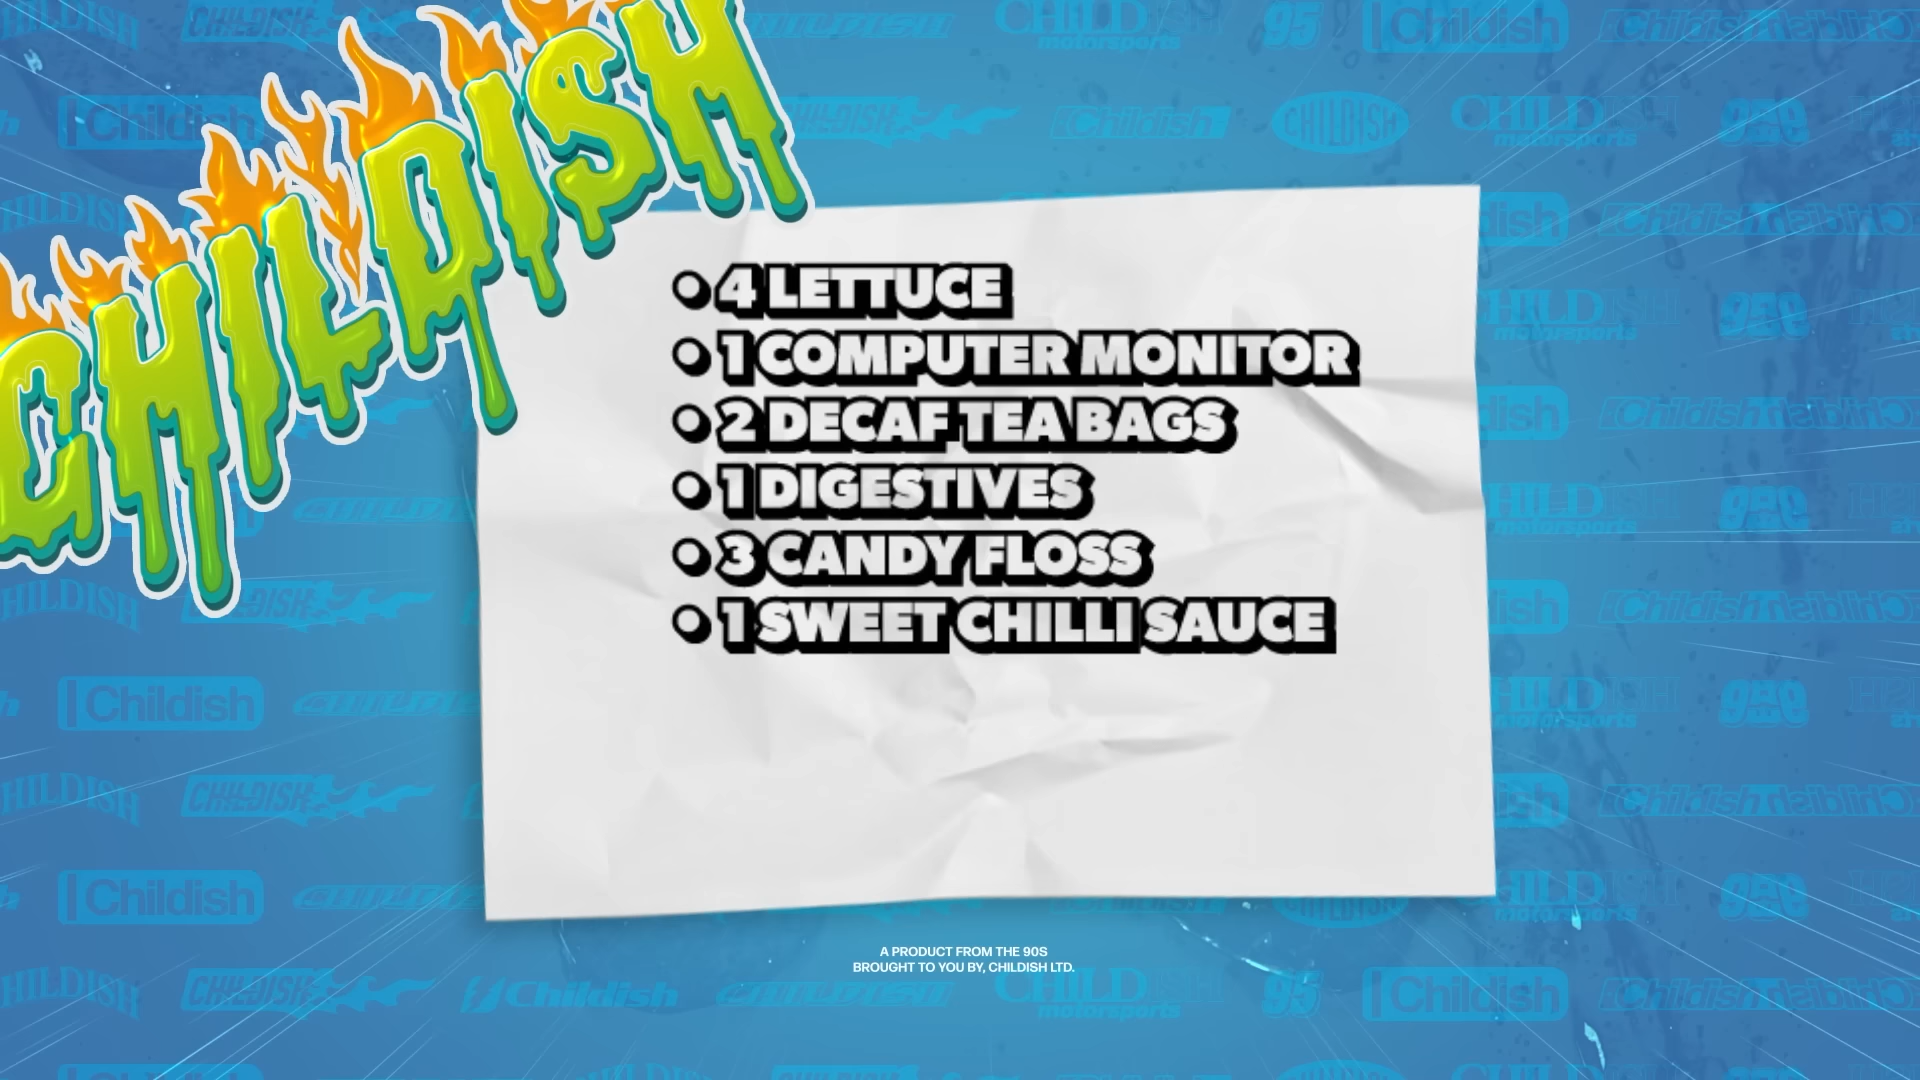 CHILDISH
4 LETTUCE
1 COMPUTER MONITOR
2 DECAF TEA BAGS
1 DIGESTIVES
3 CANDY FLOSS
1 SWEET CHILLI SAUCE
A PRODUCT FROM THE 90S
BROUGHT TO YOU BY, CHILDISH LTD.